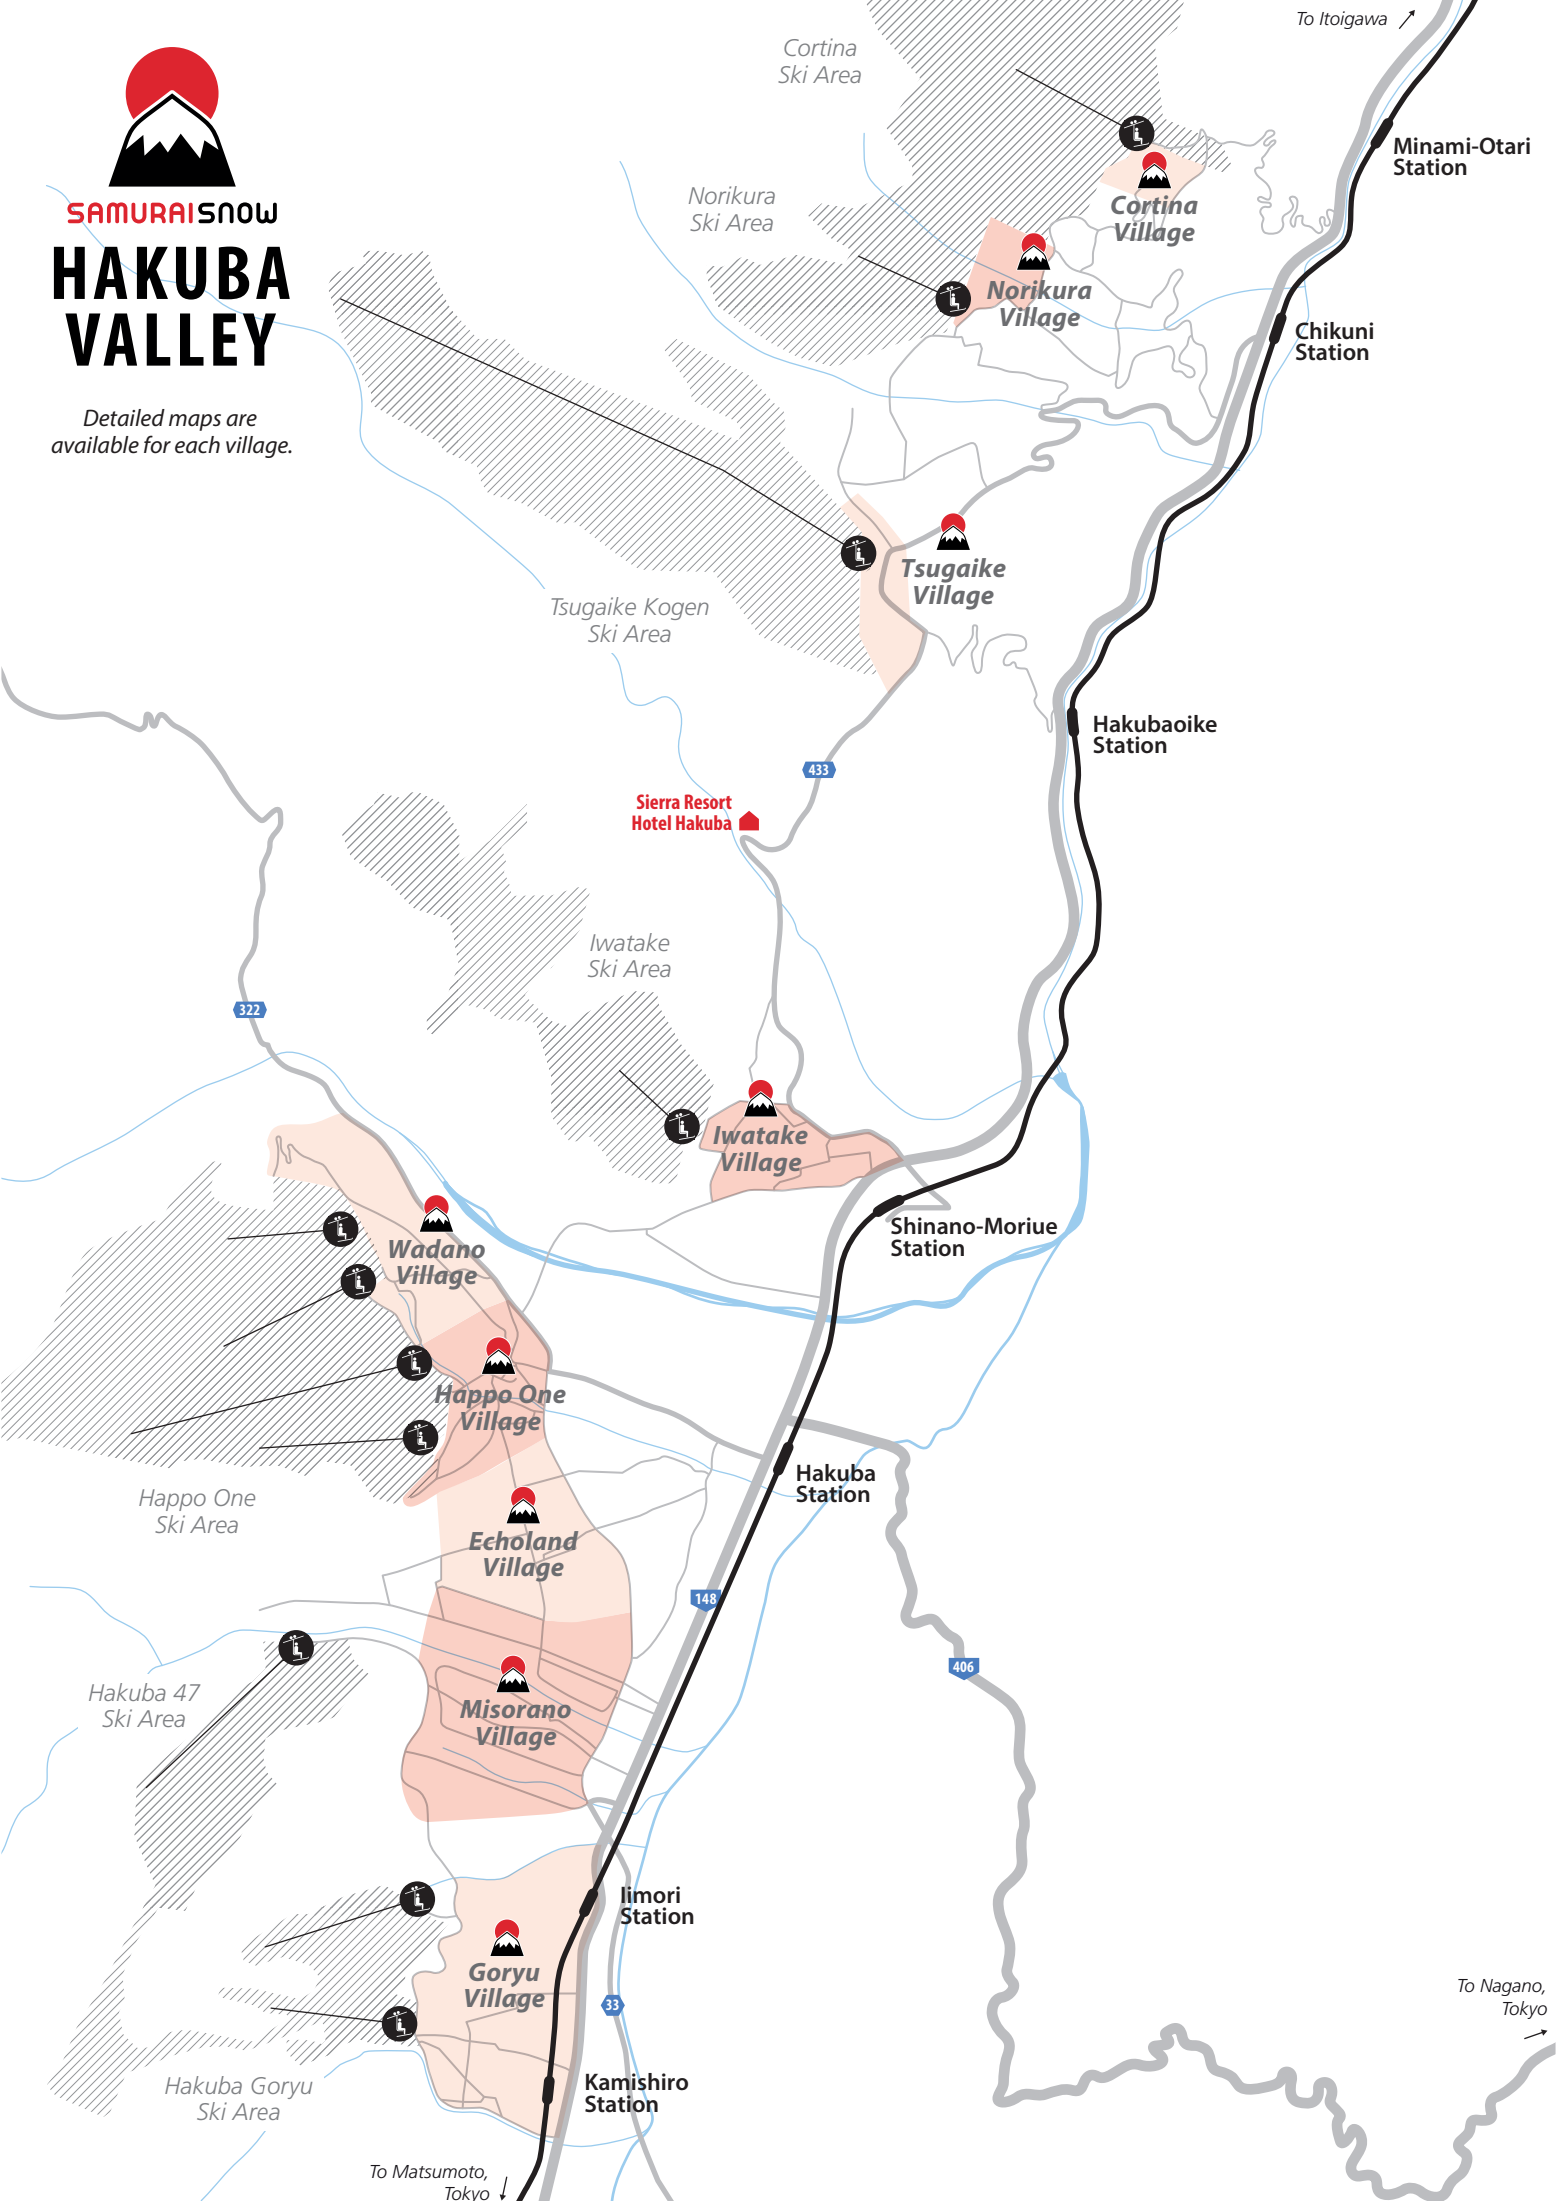 To Itoigawa
Cortina
Ski Area
Minami-Otari
Station
SAMURAISNOW
HAKUBA
VALLEY
Detailed maps are
available for each village.
Norikura
Ski Area
Cortina
Village
Norikura
Village
Chikuni
Station
Tsugaike
Village
Tsugaike Kogen
Ski Area
Hakubaoike
Station
433
Sierra Resort
Hotel Hakuba
Iwatake
Ski Area
322
Iwatake
Village
Shinano-Moriue
Station
Wadano
Village
Happo One
Village
Hakuba
Station
Happo One
Ski Area
Echoland
Village
148
406
Hakuba 47
Ski Area
Misorano
Village
Iimori
Station
Goryu
Village
33
To Nagano,
Tokyo
Hakuba Goryu
Ski Area
Kamishiro
Station
To Matsumoto,
Tokyo